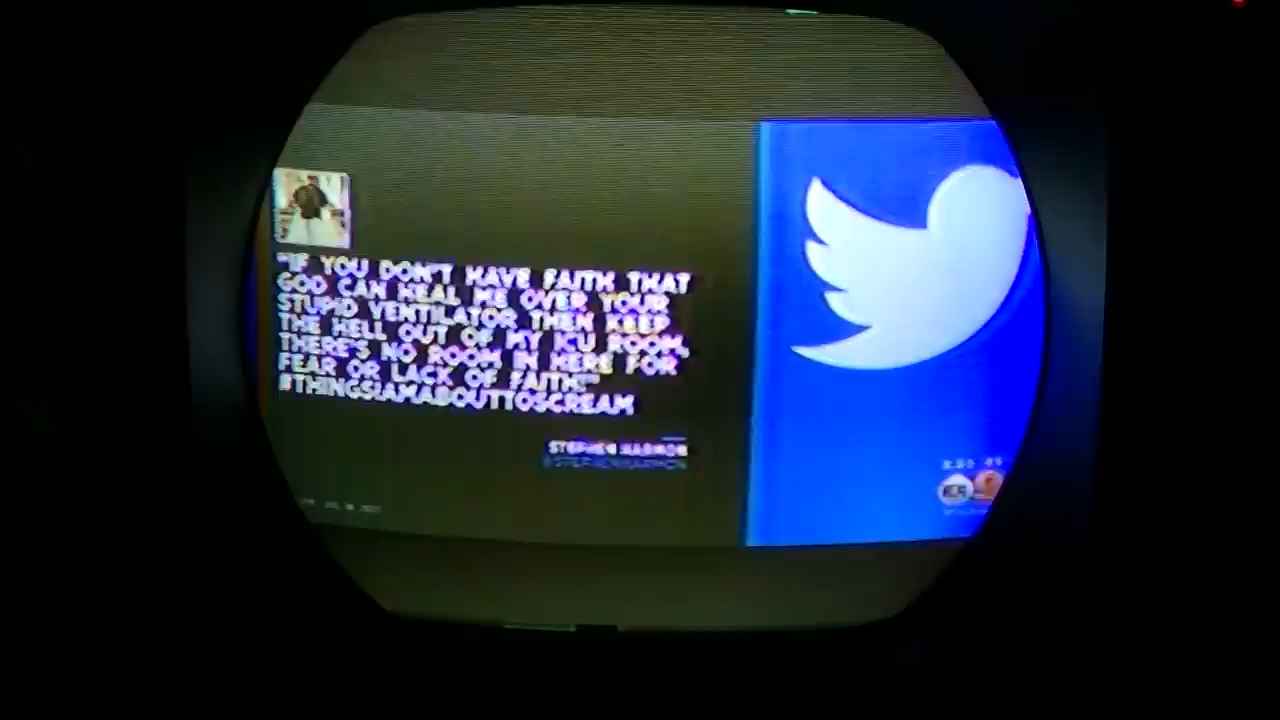 "IF YOU DON'T HAVE FAITH THAT
GOD CAN HEAL ME OVER YOUR
STUPID VENTILATOR THEN KEEP
THE HELL OUT OF MY ICU ROOM,
THERE'S NO ROOM IN HERE FOR
FEAR OR LACK OF FAITH!"
#THINGSIAMABOUTTOSCREAM
STEPHEN HARMON